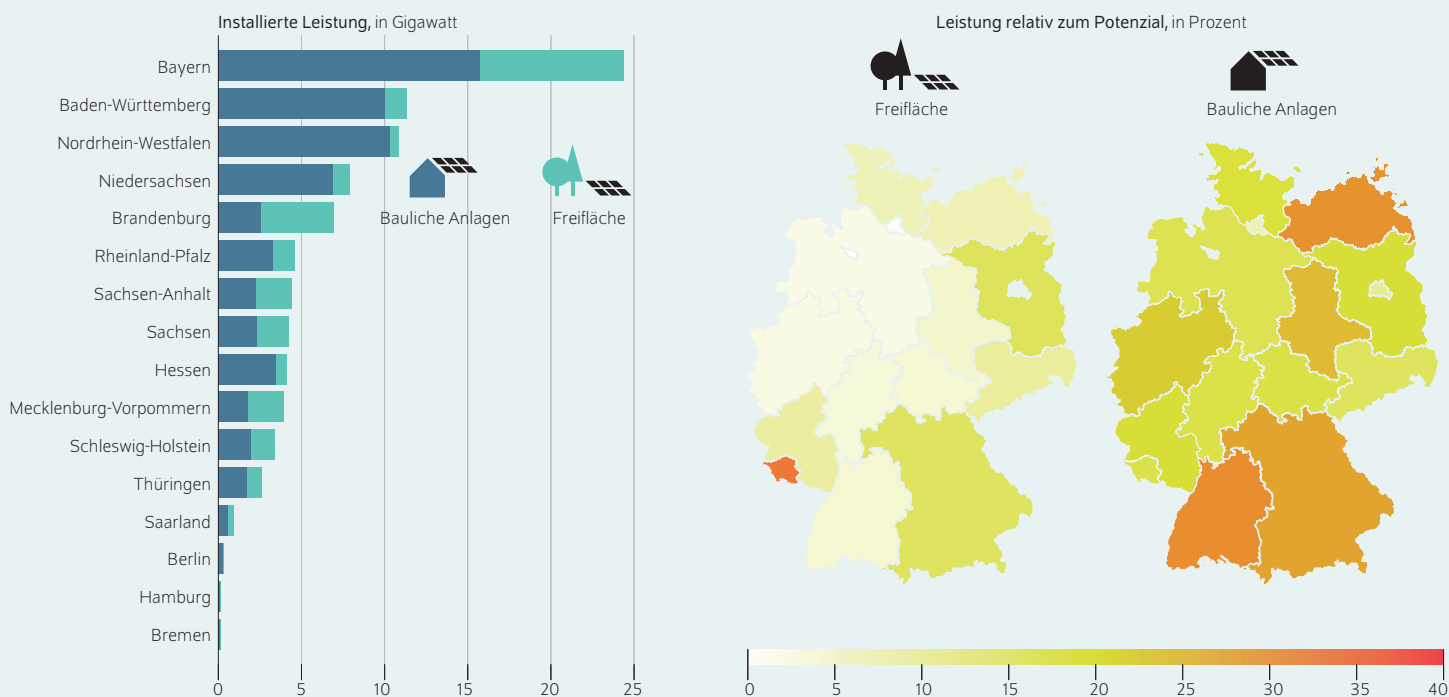 Installierte Leistung, in Gigawatt
Bayern
Baden-Württemberg
Nordrhein-Westfalen
Niedersachsen
Brandenburg
Rheinland-Pfalz
Sachsen-Anhalt
Sachsen
Hessen
Mecklenburg-Vorpommern
Schleswig-Holstein
Thüringen
Saarland
Berlin
Hamburg
Bremen
0 5 10 15 20 25
Bauliche Anlagen
Freifläche
Leistung relativ zum Potenzial, in Prozent
Freifläche
Bauliche Anlagen
0 5 10 15 20 25 30 35 40